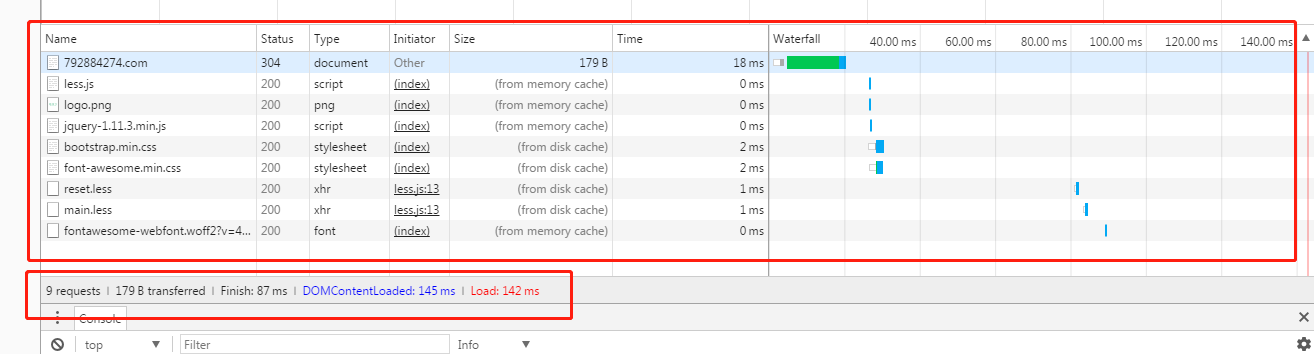 Name Status Type Initiator Size Time Waterfall 40.00 ms 60.00 ms 80.00 ms 100.00 ms 120.00 ms 140.00 ms
792884274.com 304 document Other 179 B 18 ms
less.js 200 script (index) (from memory cache) 0 ms
logo.png 200 png (index) (from memory cache) 0 ms
jquery-1.11.3.min.js 200 script (index) (from memory cache) 0 ms
bootstrap.min.css 200 stylesheet (index) (from disk cache) 2 ms
font-awesome.min.css 200 stylesheet (index) (from disk cache) 2 ms
reset.less 200 xhr less.js:13 (from disk cache) 1 ms
main.less 200 xhr less.js:13 (from disk cache) 1 ms
fontawesome-webfont.woff2?v=4... 200 font (index) (from memory cache) 0 ms
9 requests | 179 B transferred | Finish: 87 ms | DOMContentLoaded: 145 ms | Load: 142 ms
Console
top Filter Info